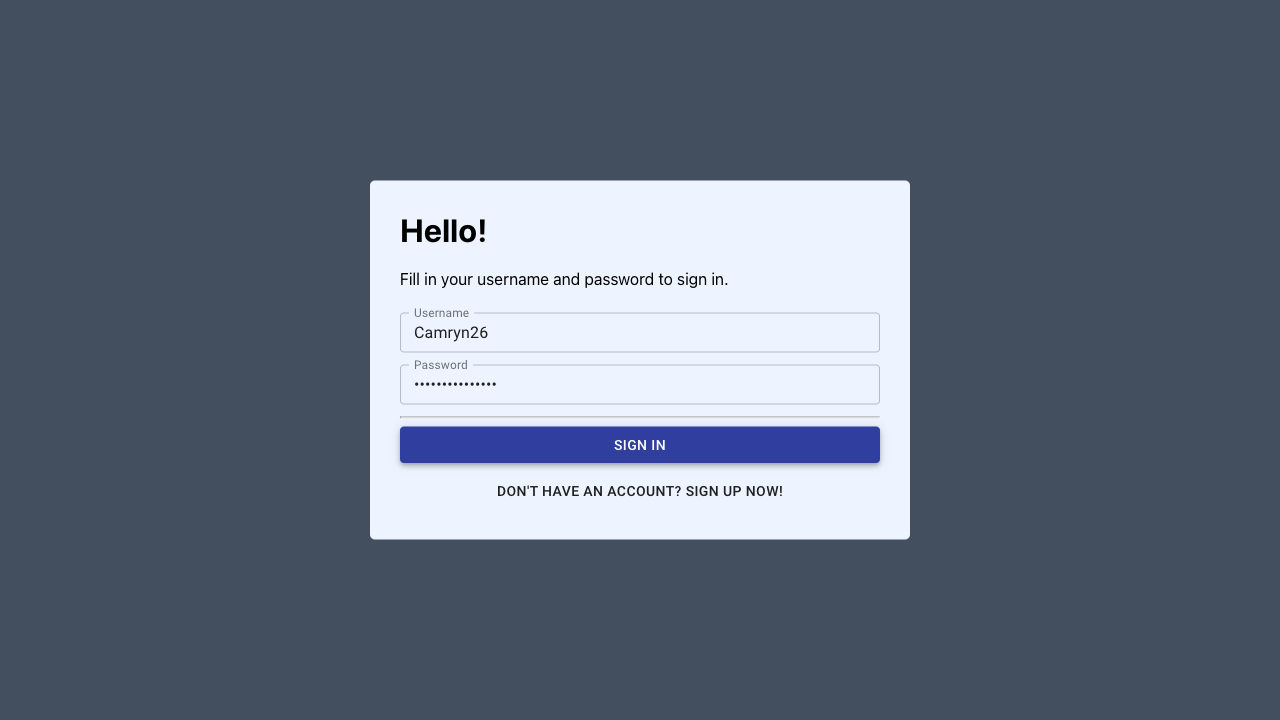 Hello!
Fill in your username and password to sign in.
Username
Camryn26
Password
•••••••••••••••
SIGN IN
DON'T HAVE AN ACCOUNT? SIGN UP NOW!